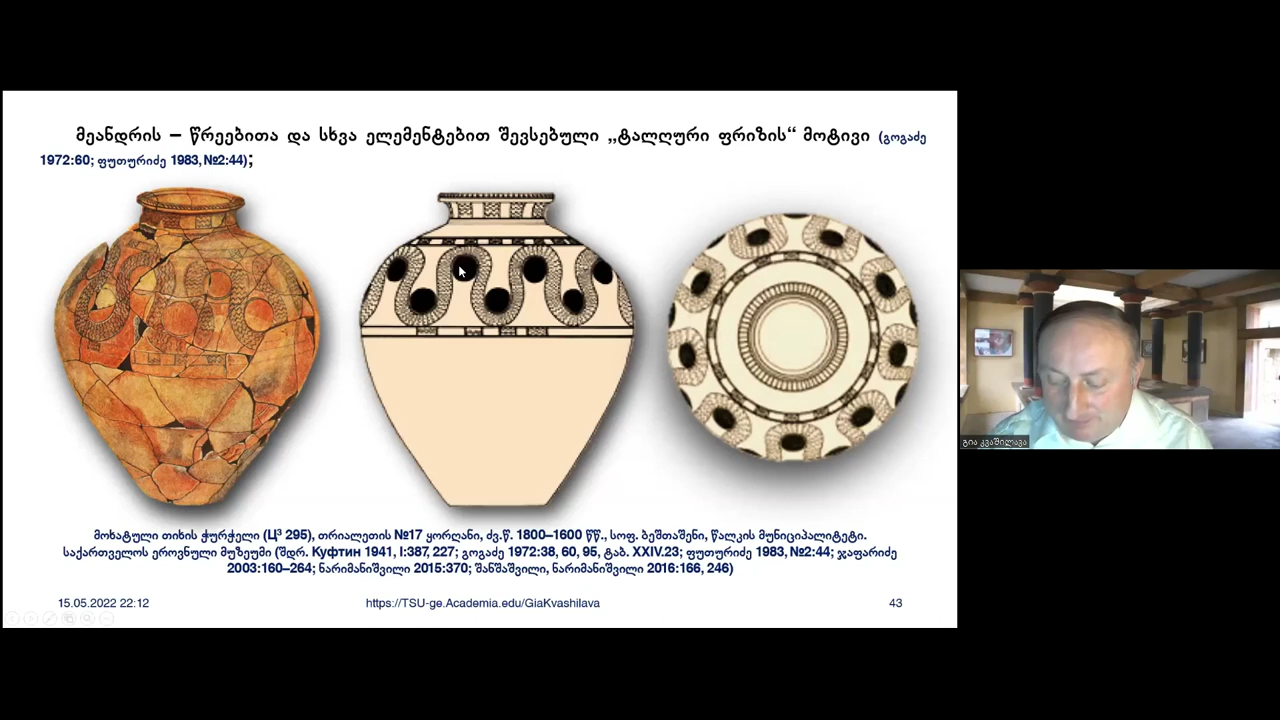 მეანდრის – წრეებითა და სხვა ელემენტებით შევსებული „ტალღური ფრიზის“ მოტივი (გოგაძე
1972:60; ფუთურიძე 1983, №2:44);
მოხატული თიხის ჭურჭელი (Ц³ 295), თრიალეთის №17 ყორღანი, ძვ.წ. 1800–1600 წწ., სოფ. ბეშთაშენი, წალკის მუნიციპალიტეტი.
საქართველოს ეროვნული მუზეუმი (შდრ. Куфтин 1941, I:387, 227; გოგაძე 1972:38, 60, 95, ტაბ. XXIV.23; ფუთურიძე 1983, №2:44; ჯაფარიძე
2003:160–264; ნარიმანიშვილი 2015:370; შანშაშვილი, ნარიმანიშვილი 2016:166, 246)
15.05.2022 22:12
https://TSU-ge.Academia.edu/GiaKvashilava
43
გია კვაშილავა